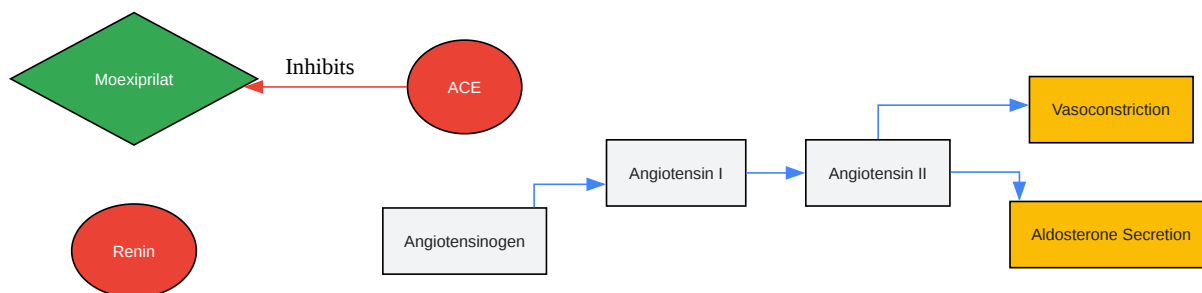 Moexiprilat
Inhibits
ACE
Vasoconstriction
Angiotensin I
Angiotensin II
Renin
Angiotensinogen
Aldosterone Secretion